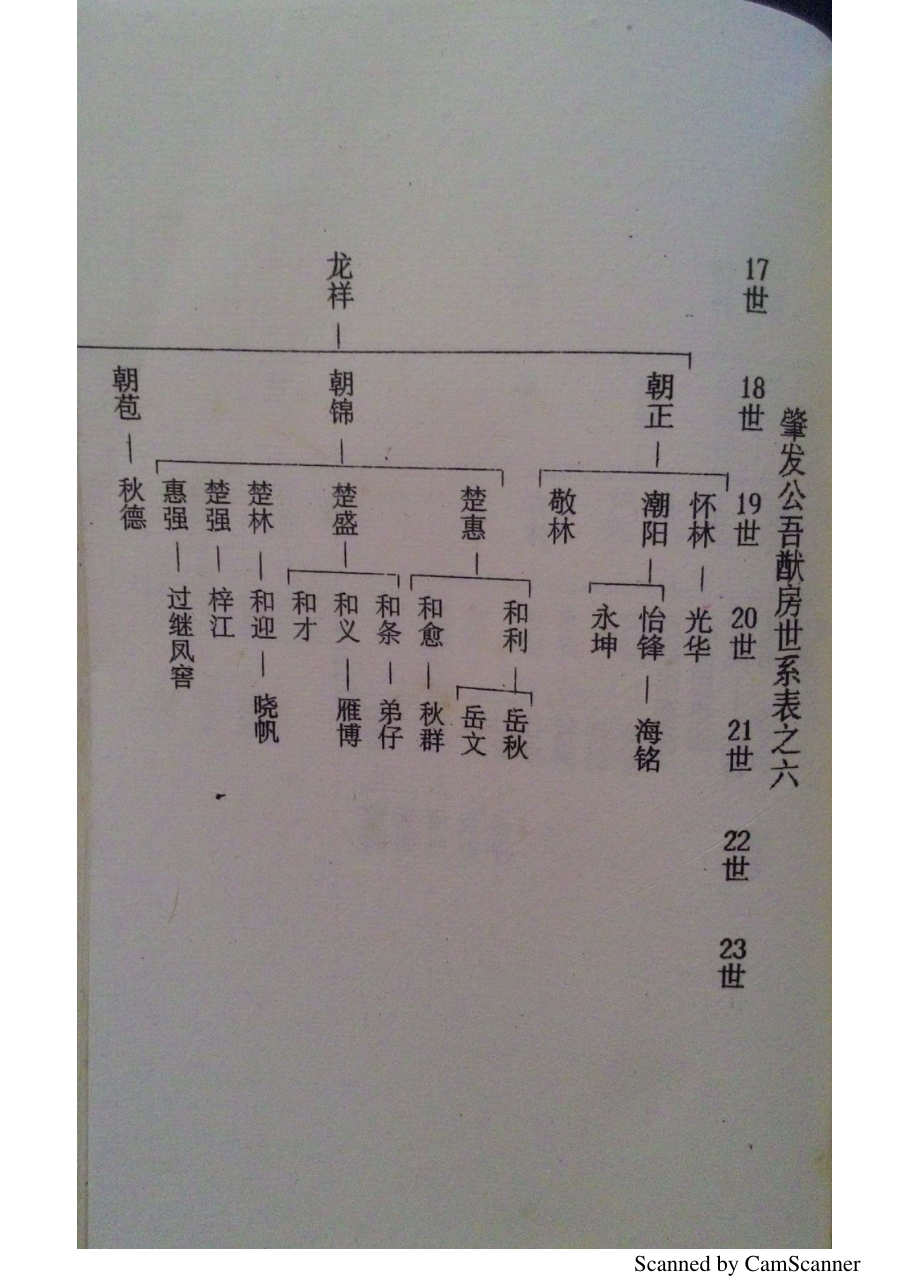 肇发公吾猷房世系表之六
17世
18世
19世
20世
21世
22世
23世
龙祥
朝正
怀林
光华
潮阳
怡锋
海铭
永坤
敬林
朝锦
楚惠
和利
岳秋
岳文
和愈
秋群
楚盛
和条
弟仔
和义
雁博
和才
楚林
和迎
晓帆
楚强
梓江
惠强
过继凤窖
朝苞
秋德
Scanned by CamScanner